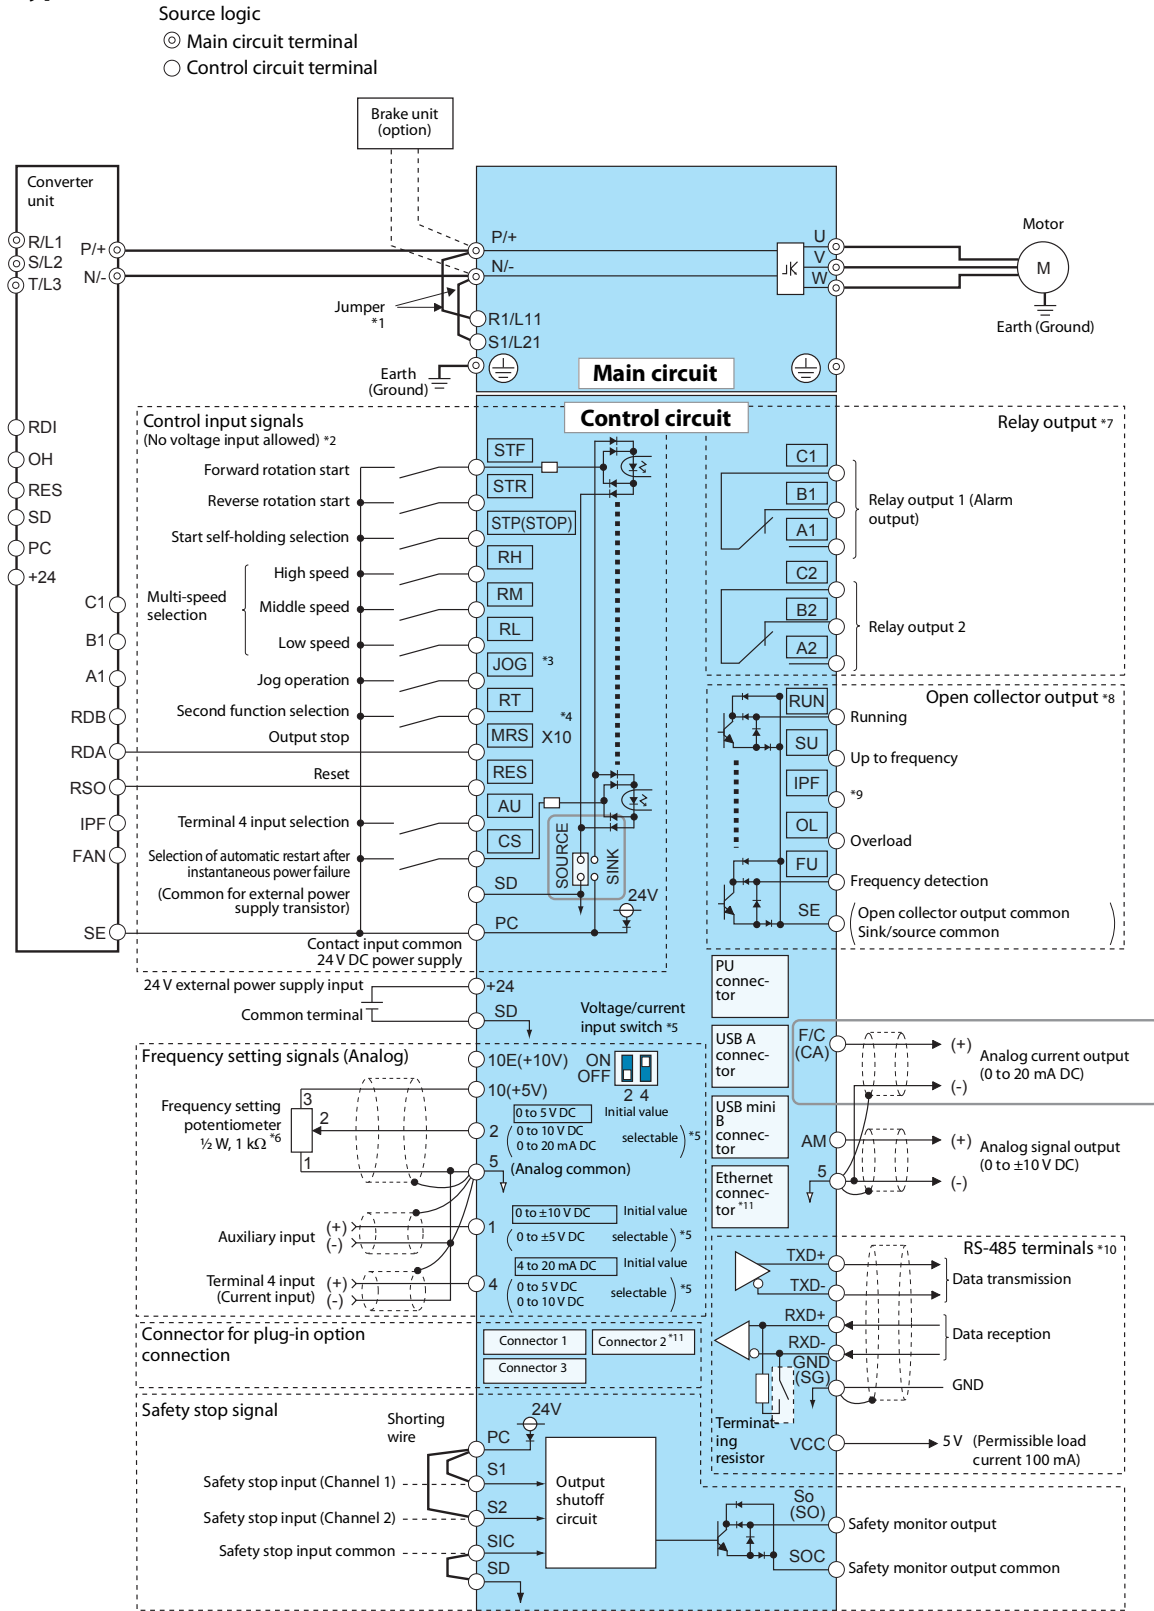 Source logic
Main circuit terminal
Control circuit terminal
Brake unit
(option)
Converter
unit
R/L1
S/L2
T/L3
P/+
N/-
P/+
N/-
Jumper
*1
R1/L11
S1/L21
Earth
(Ground)
Main circuit
U
V
W
Motor
M
Earth (Ground)
RDI
OH
RES
SD
PC
+24
C1
B1
A1
RDB
RDA
RSO
IPF
FAN
SE
Control circuit
Control input signals
(No voltage input allowed) *2
Forward rotation start
Reverse rotation start
Start self-holding selection
Multi-speed
selection
High speed
Middle speed
Low speed
Jog operation
Second function selection
Output stop
Reset
Terminal 4 input selection
Selection of automatic restart after
instantaneous power failure
(Common for external power
supply transistor)
Contact input common
24 V DC power supply
STF
STR
STP(STOP)
RH
RM
RL
JOG *3
RT
MRS X10 *4
RES
AU
CS
SD
PC
SOURCE
SINK
24V
Relay output *7
C1
B1
A1
Relay output 1 (Alarm
output)
C2
B2
A2
Relay output 2
Open collector output *8
RUN
Running
SU
Up to frequency
IPF
*9
OL
Overload
FU
Frequency detection
SE
Open collector output common
Sink/source common
24 V external power supply input
Common terminal
+24
SD
Voltage/current
input switch *5
ON
OFF
2 4
Frequency setting signals (Analog)
Frequency setting
potentiometer
½ W, 1 kΩ *6
3
2
1
10E(+10V)
10(+5V)
2
0 to 5 V DC Initial value
0 to 10 V DC
0 to 20 mA DC
selectable *5
5
(Analog common)
Auxiliary input
(+)
(-)
1
0 to ±10 V DC Initial value
(0 to ±5 V DC selectable) *5
Terminal 4 input
(Current input)
(+)
(-)
4
4 to 20 mA DC Initial value
0 to 5 V DC
0 to 10 V DC
selectable *5
PU
connec-
tor
USB A
connec-
tor
USB mini
B
connec-
tor
Ethernet
connec-
tor *11
F/C
(CA)
(+)
(-)
Analog current output
(0 to 20 mA DC)
AM
5
(+)
(-)
Analog signal output
(0 to ±10 V DC)
RS-485 terminals *10
TXD+
TXD-
Data transmission
RXD+
RXD-
Data reception
GND
(SG)
GND
Terminat-
ing
resistor
VCC
5 V (Permissible load
current 100 mA)
Connector for plug-in option
connection
Connector 1
Connector 2 *11
Connector 3
Safety stop signal
Shorting
wire
Safety stop input (Channel 1)
Safety stop input (Channel 2)
Safety stop input common
PC
24V
S1
S2
SIC
SD
Output
shutoff
circuit
So
(SO)
Safety monitor output
SOC
Safety monitor output common